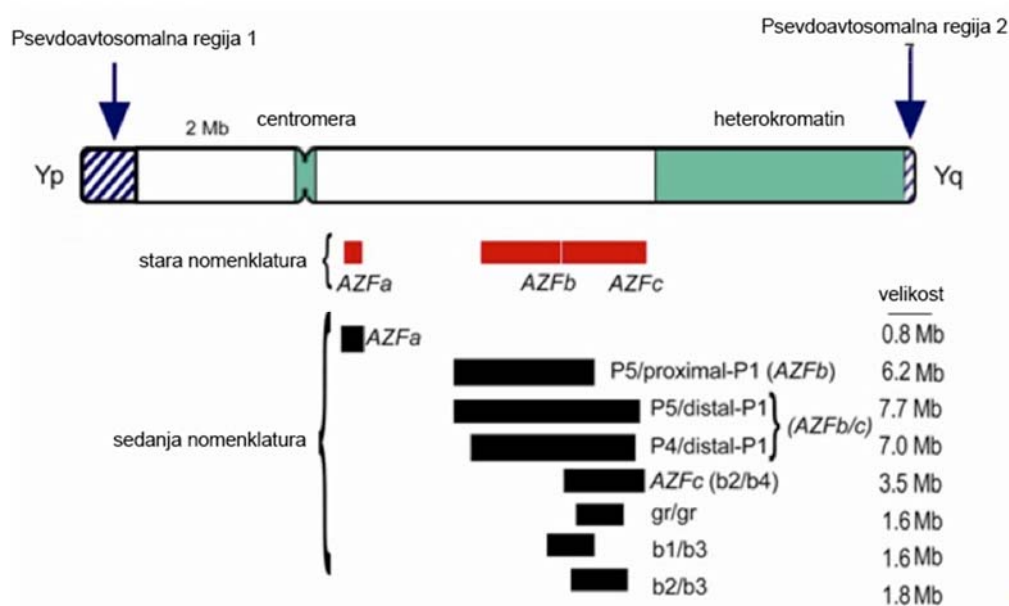 Psevdoavtosomalna regija 1
Psevdoavtosomalna regija 2
2 Mb
centromera
heterokromatin
Yp
Yq
stara nomenklatura
AZFa
AZFb
AZFc
velikost
sedanja nomenklatura
AZFa
0.8 Mb
P5/proximal-P1 (AZFb)
6.2 Mb
P5/distal-P1
7.7 Mb
(AZFb/c)
P4/distal-P1
7.0 Mb
AZFc (b2/b4)
3.5 Mb
gr/gr
1.6 Mb
b1/b3
1.6 Mb
b2/b3
1.8 Mb